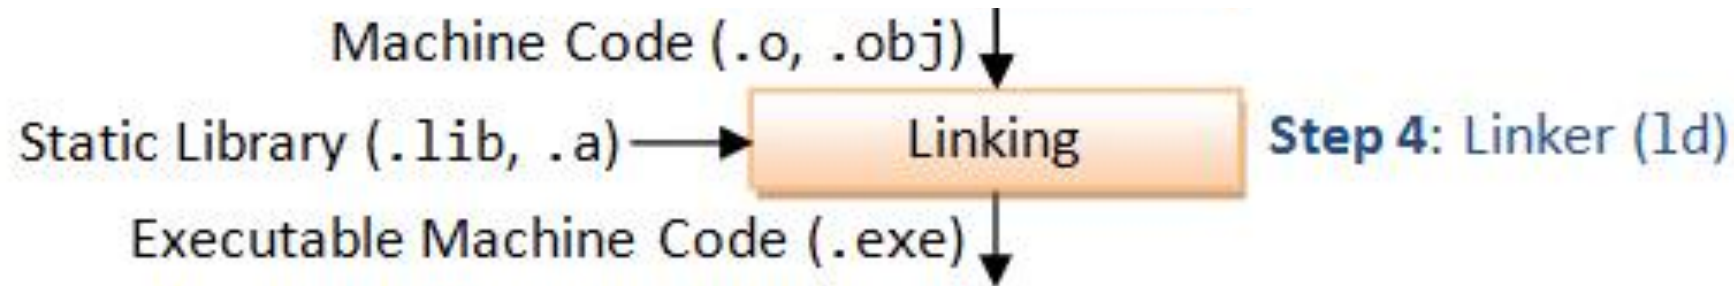 Machine Code (.o, .obj)
Static Library (.lib, .a)
Linking
Step 4: Linker (ld)
Executable Machine Code (.exe)